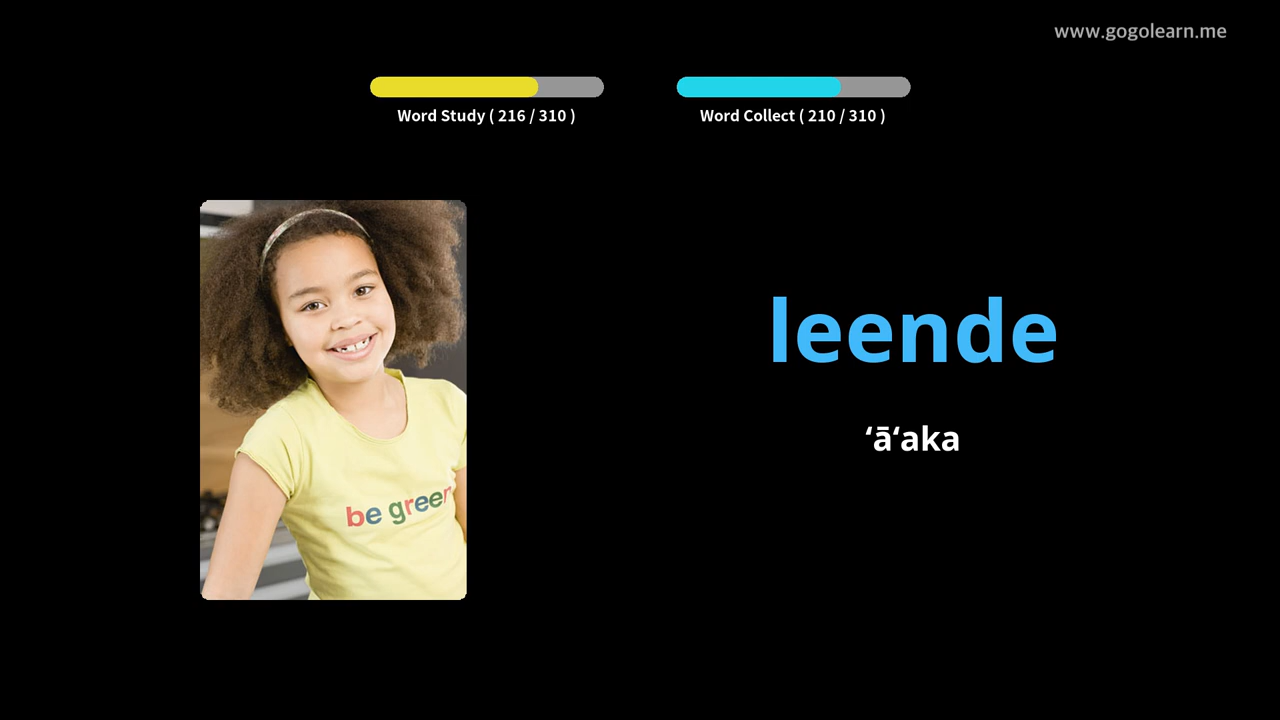 www.gogolearn.me
Word Study ( 216 / 310 )
Word Collect ( 210 / 310 )
leende
ʻāʻaka
be green